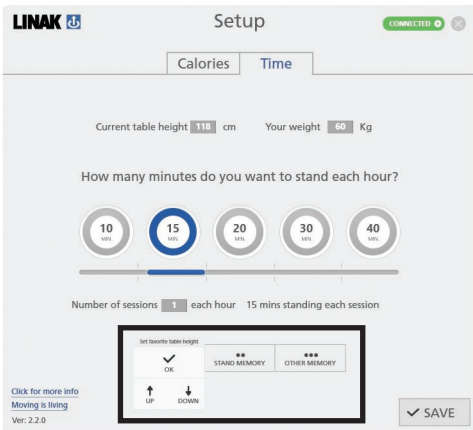 LINAK Setup CONNECTED
Calories Time
Current table height 118 cm Your weight 60 Kg
How many minutes do you want to stand each hour?
10 15 20 30 40
MIN. MIN. MIN. MIN. MIN.
Number of sessions 1 each hour 15 mins standing each session
Set favorite table height
OK STAND MEMORY OTHER MEMORY
UP DOWN
Click for more info
Moving is living
Ver: 2.2.0
SAVE